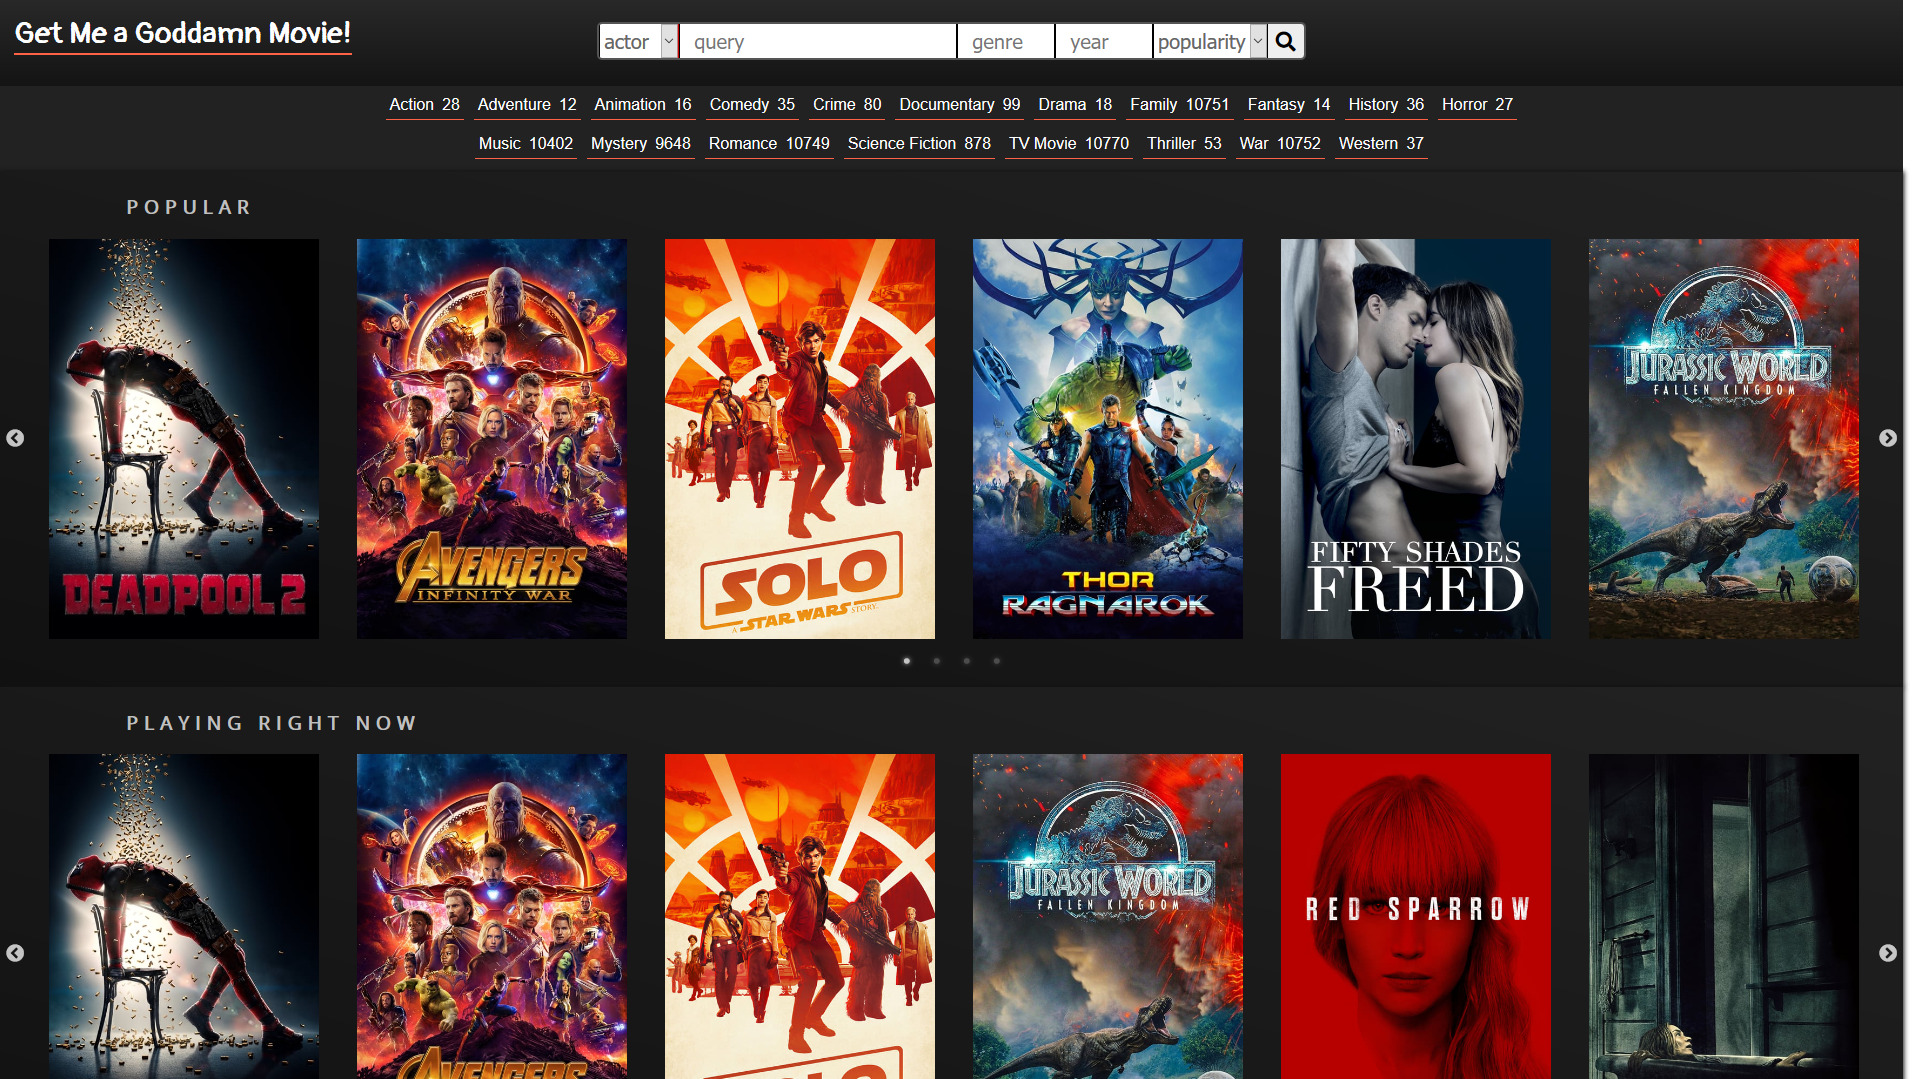 Get Me a Goddamn Movie!
actor query genre year popularity
Action 28 Adventure 12 Animation 16 Comedy 35 Crime 80 Documentary 99 Drama 18 Family 10751 Fantasy 14 History 36 Horror 27
Music 10402 Mystery 9648 Romance 10749 Science Fiction 878 TV Movie 10770 Thriller 53 War 10752 Western 37
POPULAR
DEADPOOL 2
AVENGERS
INFINITY WAR
SOLO
A STAR WARS STORY
THOR
RAGNAROK
FIFTY SHADES
FREED
JURASSIC WORLD
FALLEN KINGDOM
PLAYING RIGHT NOW
AVENGERS
SOLO
JURASSIC WORLD
FALLEN KINGDOM
RED SPARROW